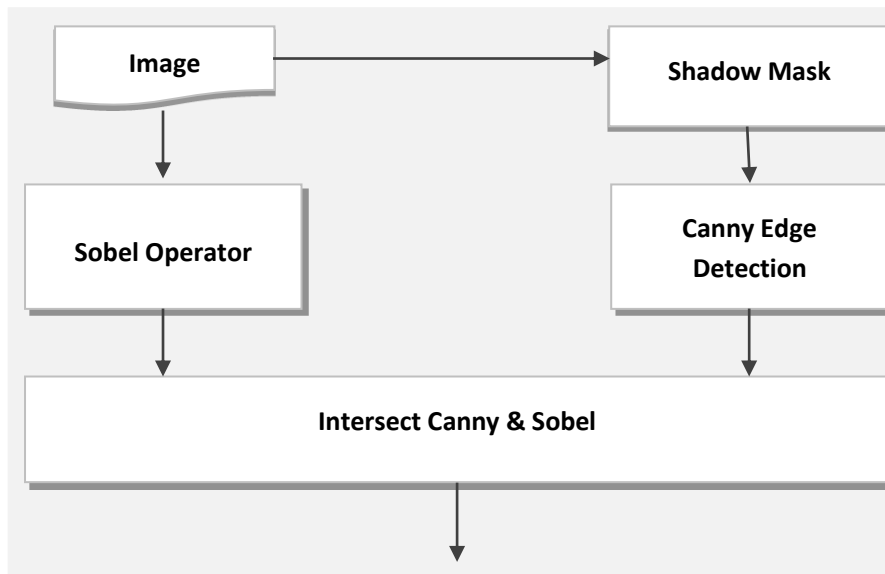 Image
Shadow Mask
Sobel Operator
Canny Edge
Detection
Intersect Canny & Sobel